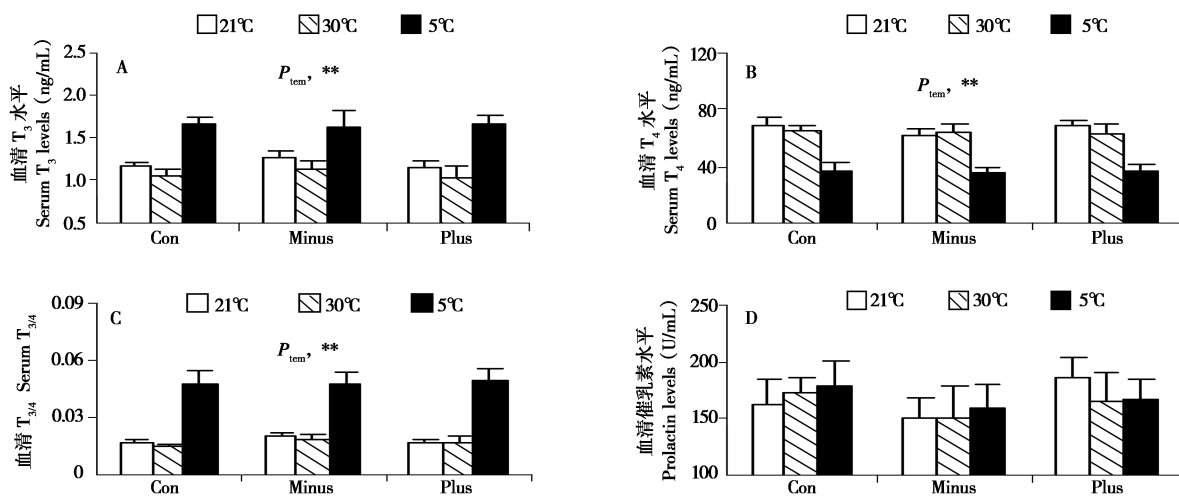 21℃ 30℃ 5℃
A
P_tem, **
血清 T₃ 水平
Serum T₃ levels (ng/mL)
2.5
2.0
1.5
1.0
0.5
Con Minus Plus
21℃ 30℃ 5℃
B
P_tem, **
血清 T₄ 水平
Serum T₄ levels (ng/mL)
120
80
40
0
Con Minus Plus
21℃ 30℃ 5℃
C
P_tem, **
血清 T₃/₄ Serum T₃/₄
0.09
0.06
0.03
0
Con Minus Plus
21℃ 30℃ 5℃
D
血清催乳素水平
Prolactin levels (U/mL)
250
200
150
100
Con Minus Plus